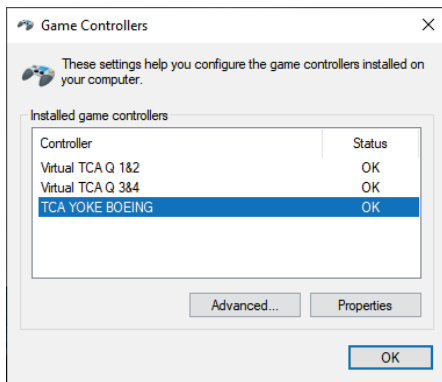 Game Controllers
These settings help you configure the game controllers installed on
your computer.
Installed game controllers
Controller Status
Virtual TCA Q 1&2 OK
Virtual TCA Q 3&4 OK
TCA YOKE BOEING OK
Advanced... Properties
OK